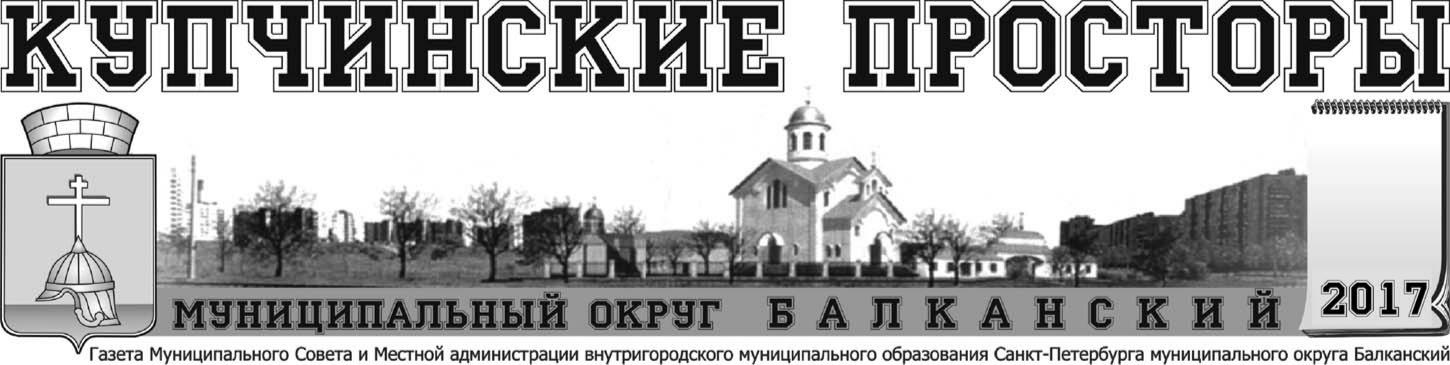 КУПЧИНСКИЕ ПРОСТОРЫ
2017
МУНИЦИПАЛЬНЫЙ ОКРУГ БАЛКАНСКИЙ
Газета Муниципального Совета и Местной администрации внутригородского муниципального образования Санкт-Петербурга муниципального округа Балканский